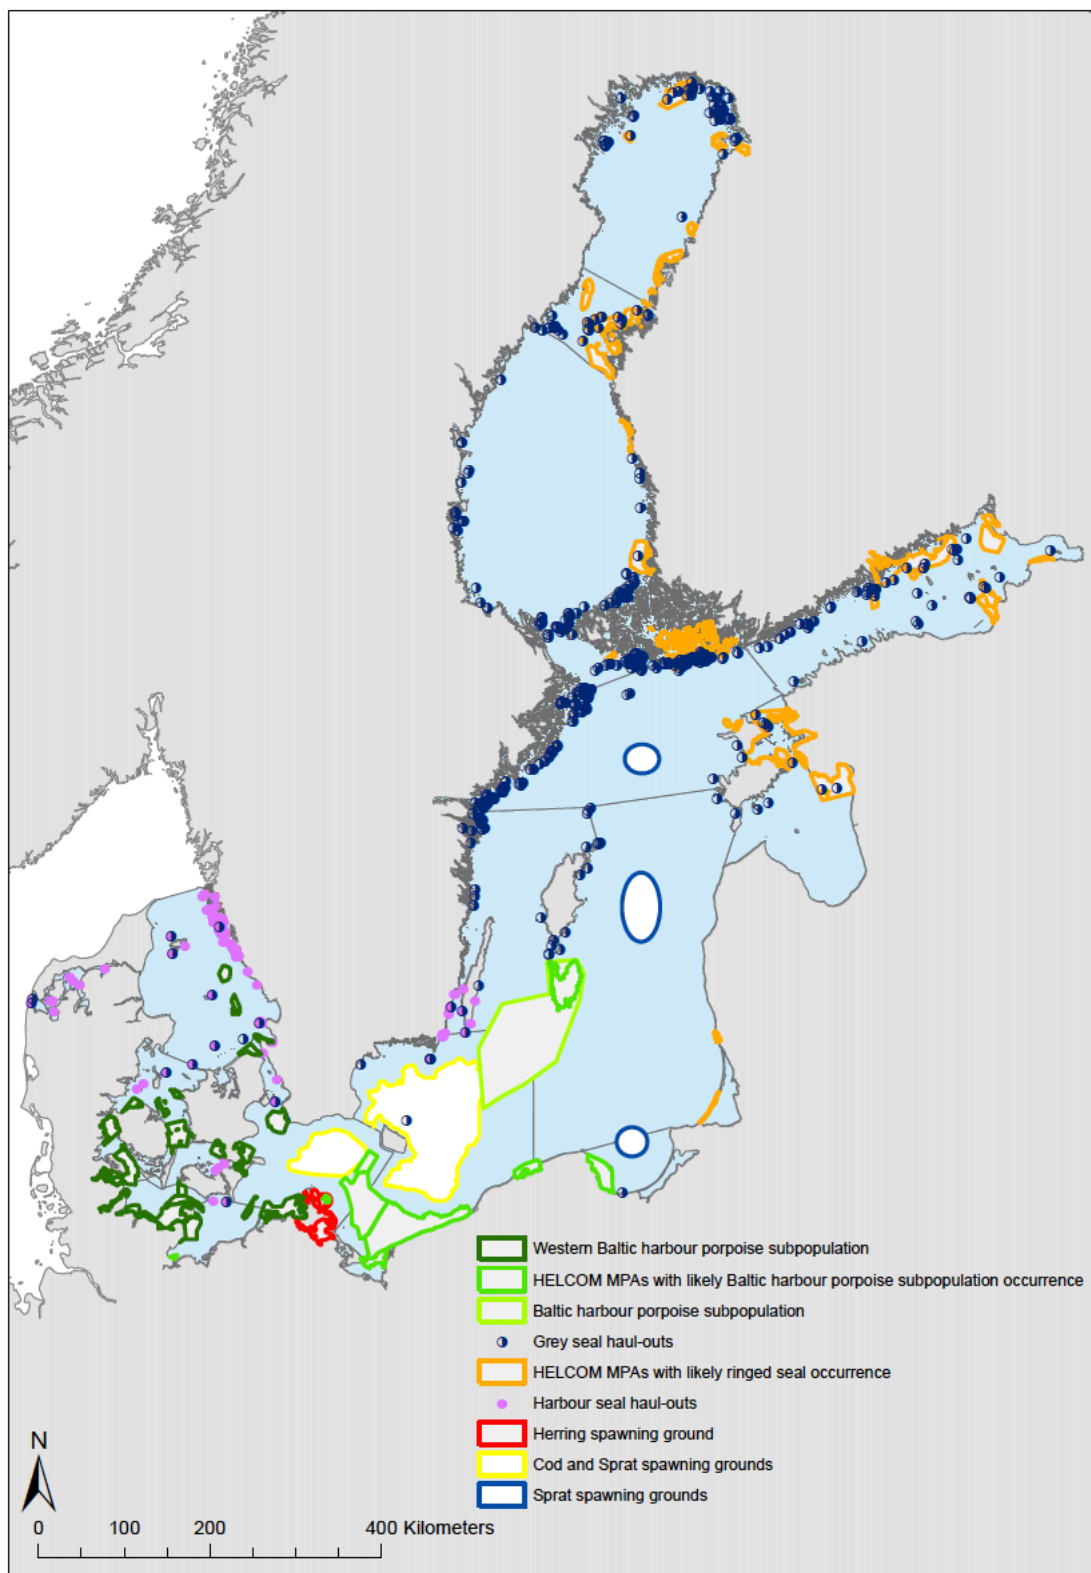 Western Baltic harbour porpoise subpopulation
HELCOM MPAs with likely Baltic harbour porpoise subpopulation occurrence
Baltic harbour porpoise subpopulation
Grey seal haul-outs
HELCOM MPAs with likely ringed seal occurrence
Harbour seal haul-outs
Herring spawning ground
Cod and Sprat spawning grounds
Sprat spawning grounds
N
0 100 200 400 Kilometers